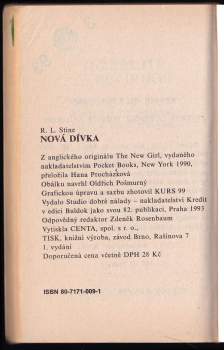 R. L. Stine
NOVÁ DÍVKA
Z anglického originálu The New Girl, vydaného
nakladatelstvím Pocket Books, New York 1990,
přeložila Hana Procházková
Obálku navrhl Oldřich Pošmurný
Grafickou úpravu a sazbu zhotovil KURS 99
Vydalo Studio dobré nálady - nakladatelství Kredit
v edici Baldok jako svou 82. publikaci, Praha 1993
Odpovědný redaktor Zdeněk Rosenbaum
Vytiskla CENTA, spol. s r. o.,
TISK, knižní výroba, závod Brno, Rašínova 7
1. vydání
Doporučená cena včetně DPH 28 Kč
ISBN 80-7171-009-1